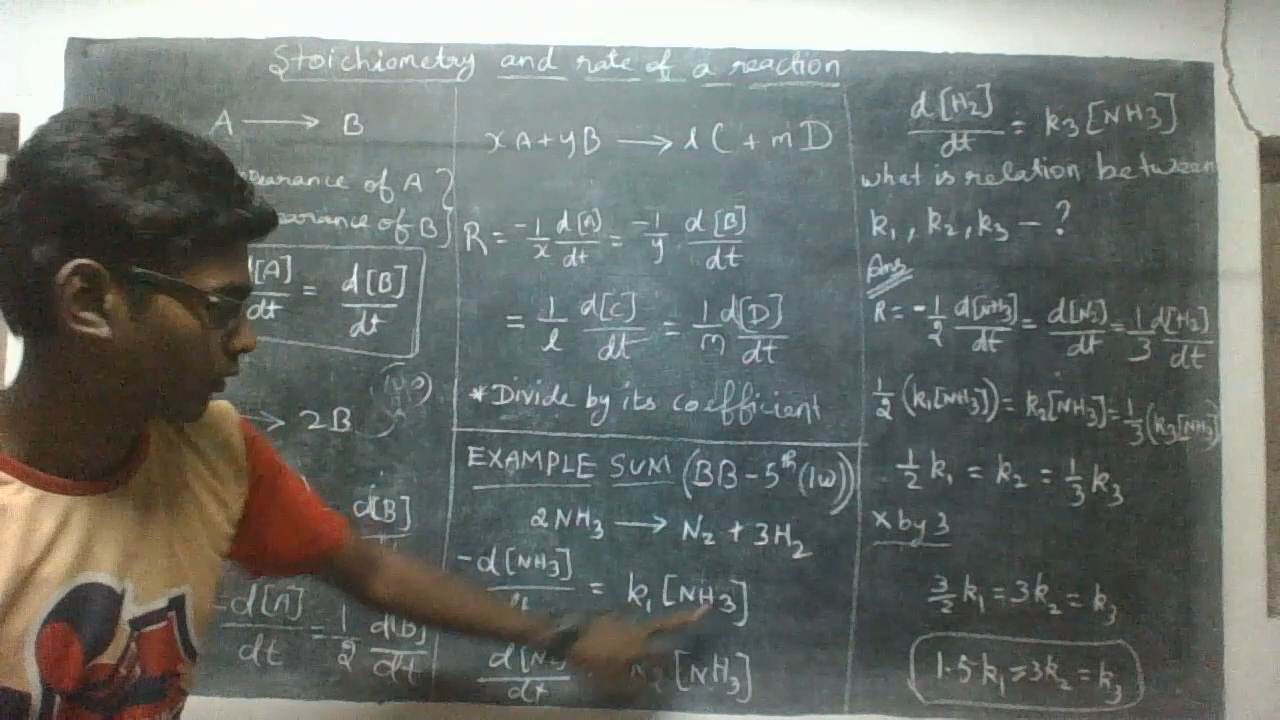 Stoichiometry and rate of a reaction
A ⟶ B
earance of A }
arance of B }
d[A]/dt = d[B]/dt
⟶ 2B
d[B]
-d[A]/dt = 1/2 d[B]/dt
xA + yB ⟶ lC + mD
R = -1/x d[A]/dt = -1/y d[B]/dt
= 1/l d[C]/dt = 1/m d[D]/dt
*Divide by its coefficient
EXAMPLE SUM (BB-5th (1w))
2NH3 ⟶ N2 + 3H2
-d[NH3] = k1[NH3]
d[N /dt [NH3]
d[H2]/dt = k3[NH3]
what is relation between
k1, k2, k3 - ?
Ans
R = -1/2 d[NH3]/dt = d[N2]/dt = 1/3 d[H2]/dt
1/2 (k1[NH3]) = k2[NH3] = 1/3 (k3[NH3]
1/2 k1 = k2 = 1/3 k3
x by 3
3/2 k1 = 3k2 = k3
1.5k1 = 3k2 = k3